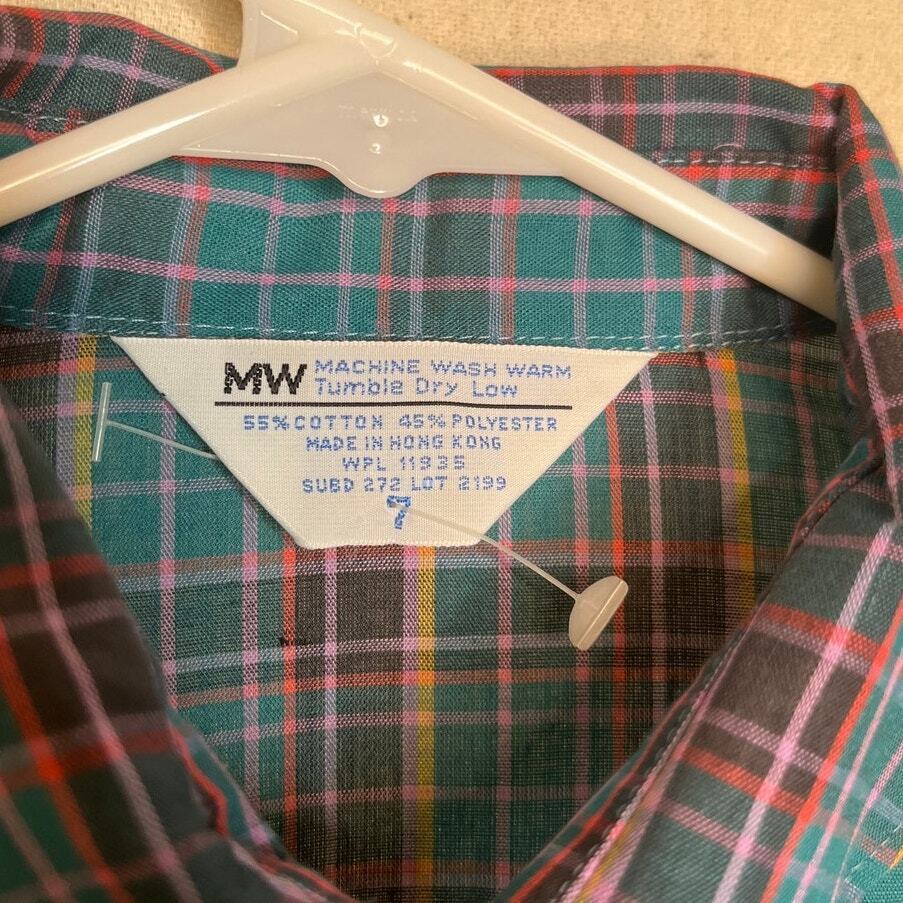 MW MACHINE WASH WARM
Tumble Dry Low
55% COTTON 45% POLYESTER
MADE IN HONG KONG
WPL 11935
SUBD 272 LOT 2199
7